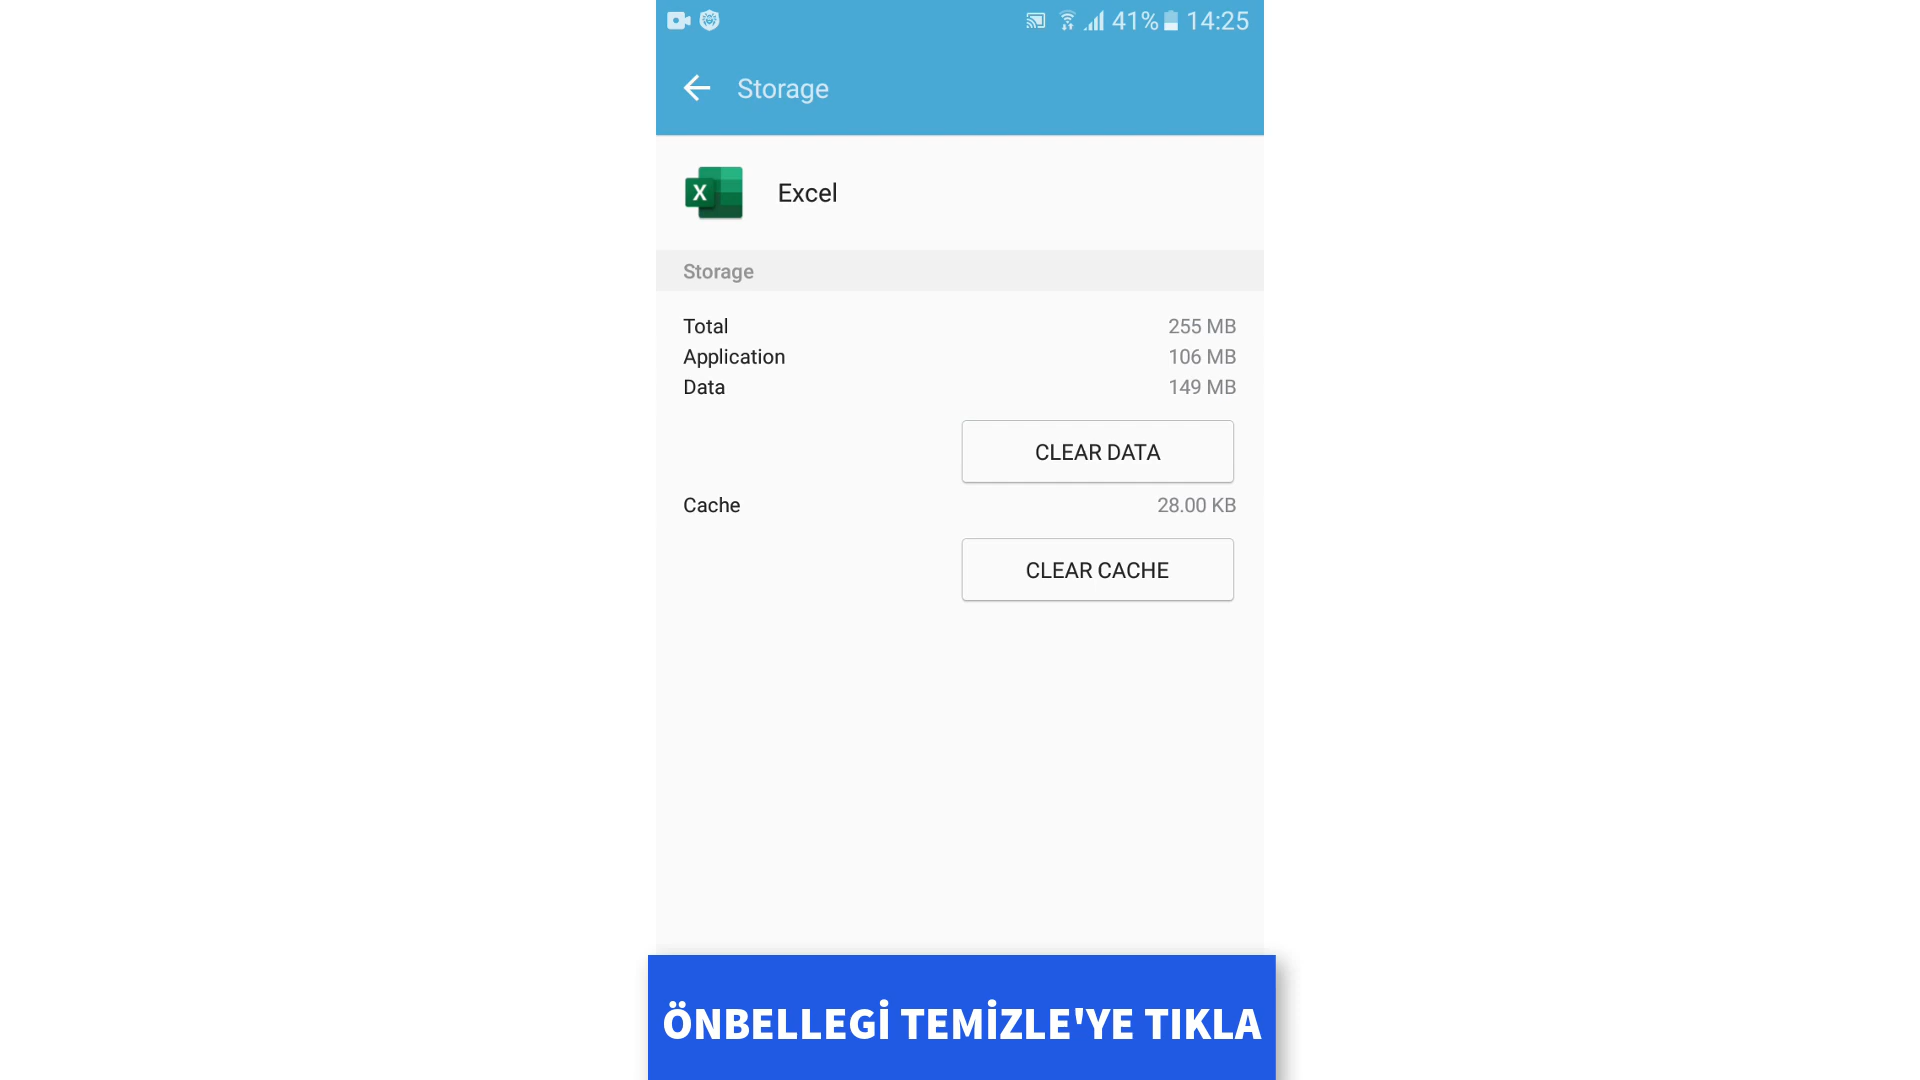 41% 14:25
Storage
X Excel
Storage
Total 255 MB
Application 106 MB
Data 149 MB
CLEAR DATA
Cache 28.00 KB
CLEAR CACHE
ÖNBELLEGİ TEMİZLE'YE TIKLA